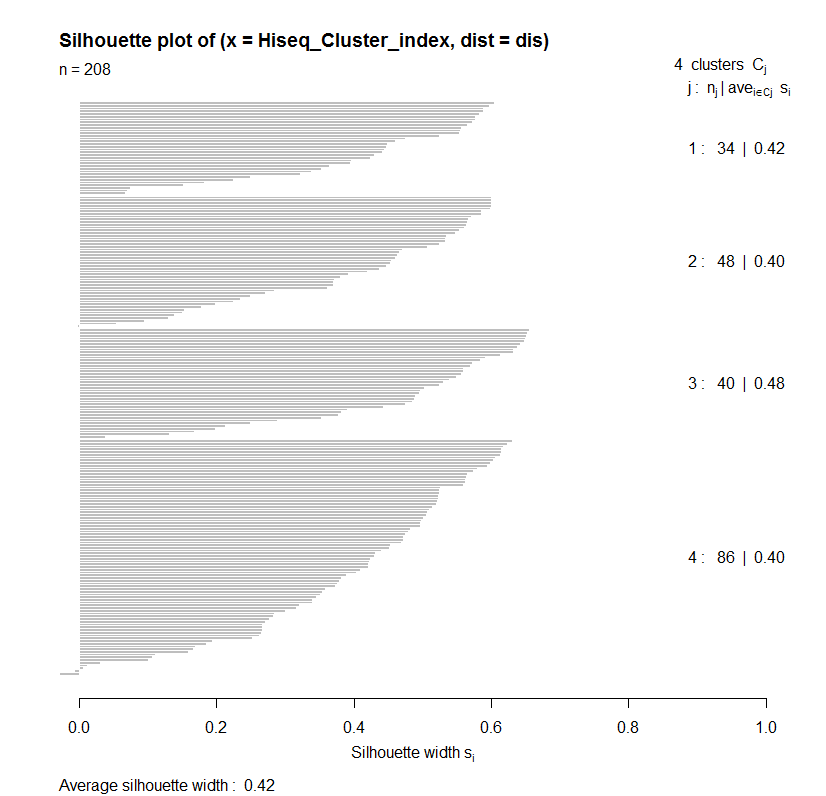 Silhouette plot of (x = Hiseq_Cluster_index, dist = dis)
n = 208
4 clusters Cj
j : nj | avei∈Cj si
1 : 34 | 0.42
2 : 48 | 0.40
3 : 40 | 0.48
4 : 86 | 0.40
0.0 0.2 0.4 0.6 0.8 1.0
Silhouette width si
Average silhouette width : 0.42